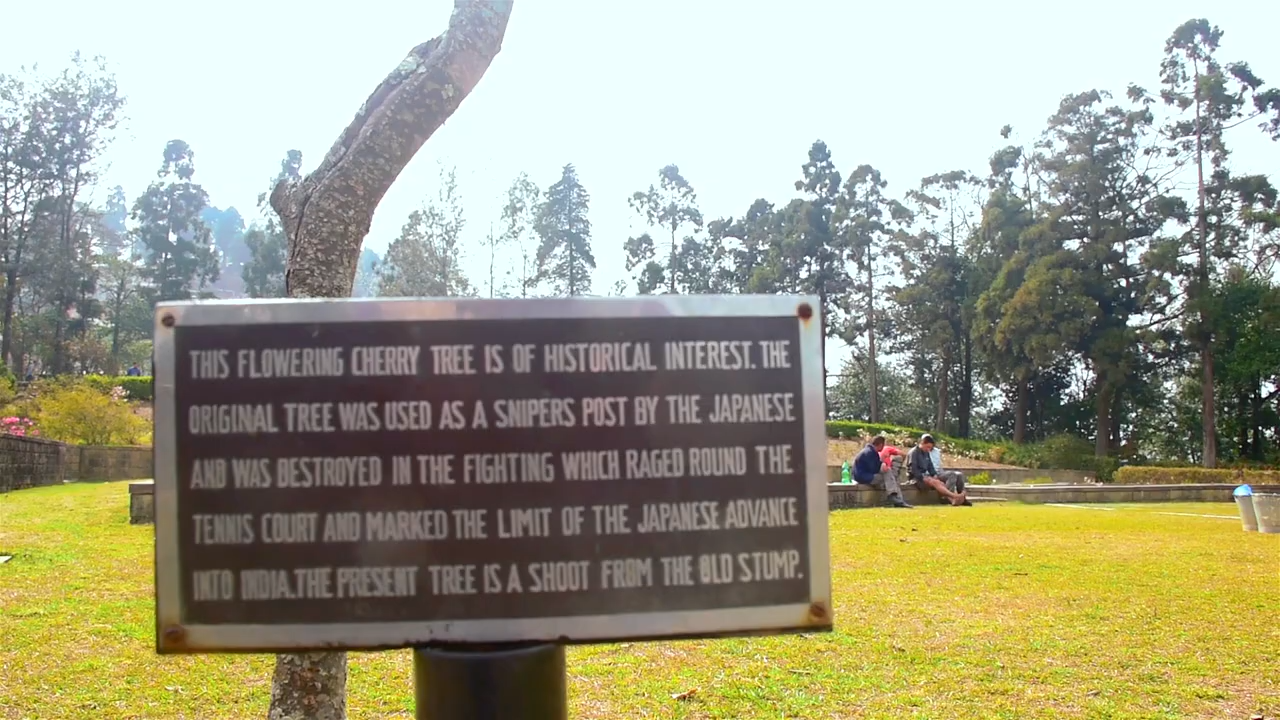 THIS FLOWERING CHERRY TREE IS OF HISTORICAL INTEREST. THE
ORIGINAL TREE WAS USED AS A SNIPERS POST BY THE JAPANESE
AND WAS DESTROYED IN THE FIGHTING WHICH RAGED ROUND THE
TENNIS COURT AND MARKED THE LIMIT OF THE JAPANESE ADVANCE
INTO INDIA. THE PRESENT TREE IS A SHOOT FROM THE OLD STUMP.